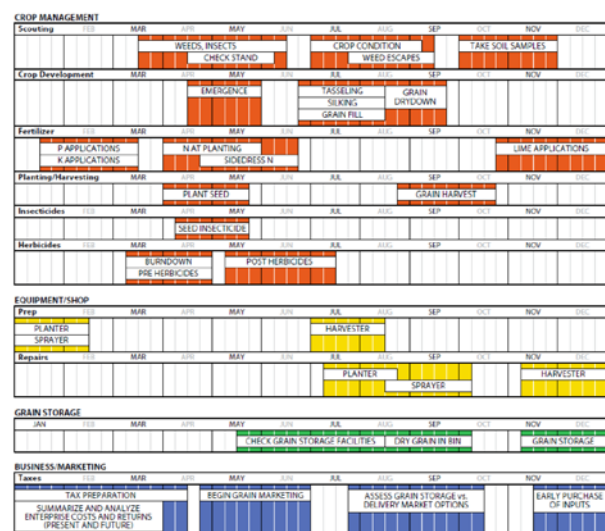 CROP MANAGEMENT
Scouting FEB MAR APR MAY JUN JUL AUG SEP OCT NOV DEC
WEEDS, INSECTS CROP CONDITION TAKE SOIL SAMPLES
CHECK STAND WEED ESCAPES
Crop Development MAR APR MAY JUN JUL AUG SEP OCT NOV DEC
EMERGENCE TASSELING GRAIN
SILKING DRYDOWN
GRAIN FILL
Fertilizer FEB MAR APR MAY JUN JUL AUG SEP OCT NOV DEC
P APPLICATIONS N AT PLANTING LIME APPLICATIONS
K APPLICATIONS SIDEDRESS N
Planting/Harvesting MAR APR MAY JUN JUL AUG SEP OCT NOV DEC
PLANT SEED GRAIN HARVEST
Insecticides FEB MAR APR MAY JUN JUL AUG SEP OCT NOV DEC
SEED INSECTICIDE
Herbicides FEB MAR APR MAY JUN JUL AUG SEP OCT NOV DEC
BURNDOWN POST HERBICIDES
PRE HERBICIDES
EQUIPMENT/SHOP
Prep FEB MAR APR MAY JUN JUL AUG SEP OCT NOV DEC
PLANTER HARVESTER
SPRAYER
Repairs FEB MAR APR MAY JUN JUL AUG SEP OCT NOV DEC
PLANTER HARVESTER
SPRAYER
GRAIN STORAGE
JAN FEB MAR APR MAY JUN JUL AUG SEP OCT NOV DEC
CHECK GRAIN STORAGE FACILITIES DRY GRAIN IN BIN GRAIN STORAGE
BUSINESS/MARKETING
Taxes FEB MAR APR MAY JUN JUL AUG SEP OCT NOV DEC
TAX PREPARATION BEGIN GRAIN MARKETING ASSESS GRAIN STORAGE vs. EARLY PURCHASE
DELIVERY MARKET OPTIONS OF INPUTS
SUMMARIZE AND ANALYZE
ENTERPRISE COSTS AND RETURNS
(PRESENT AND FUTURE)